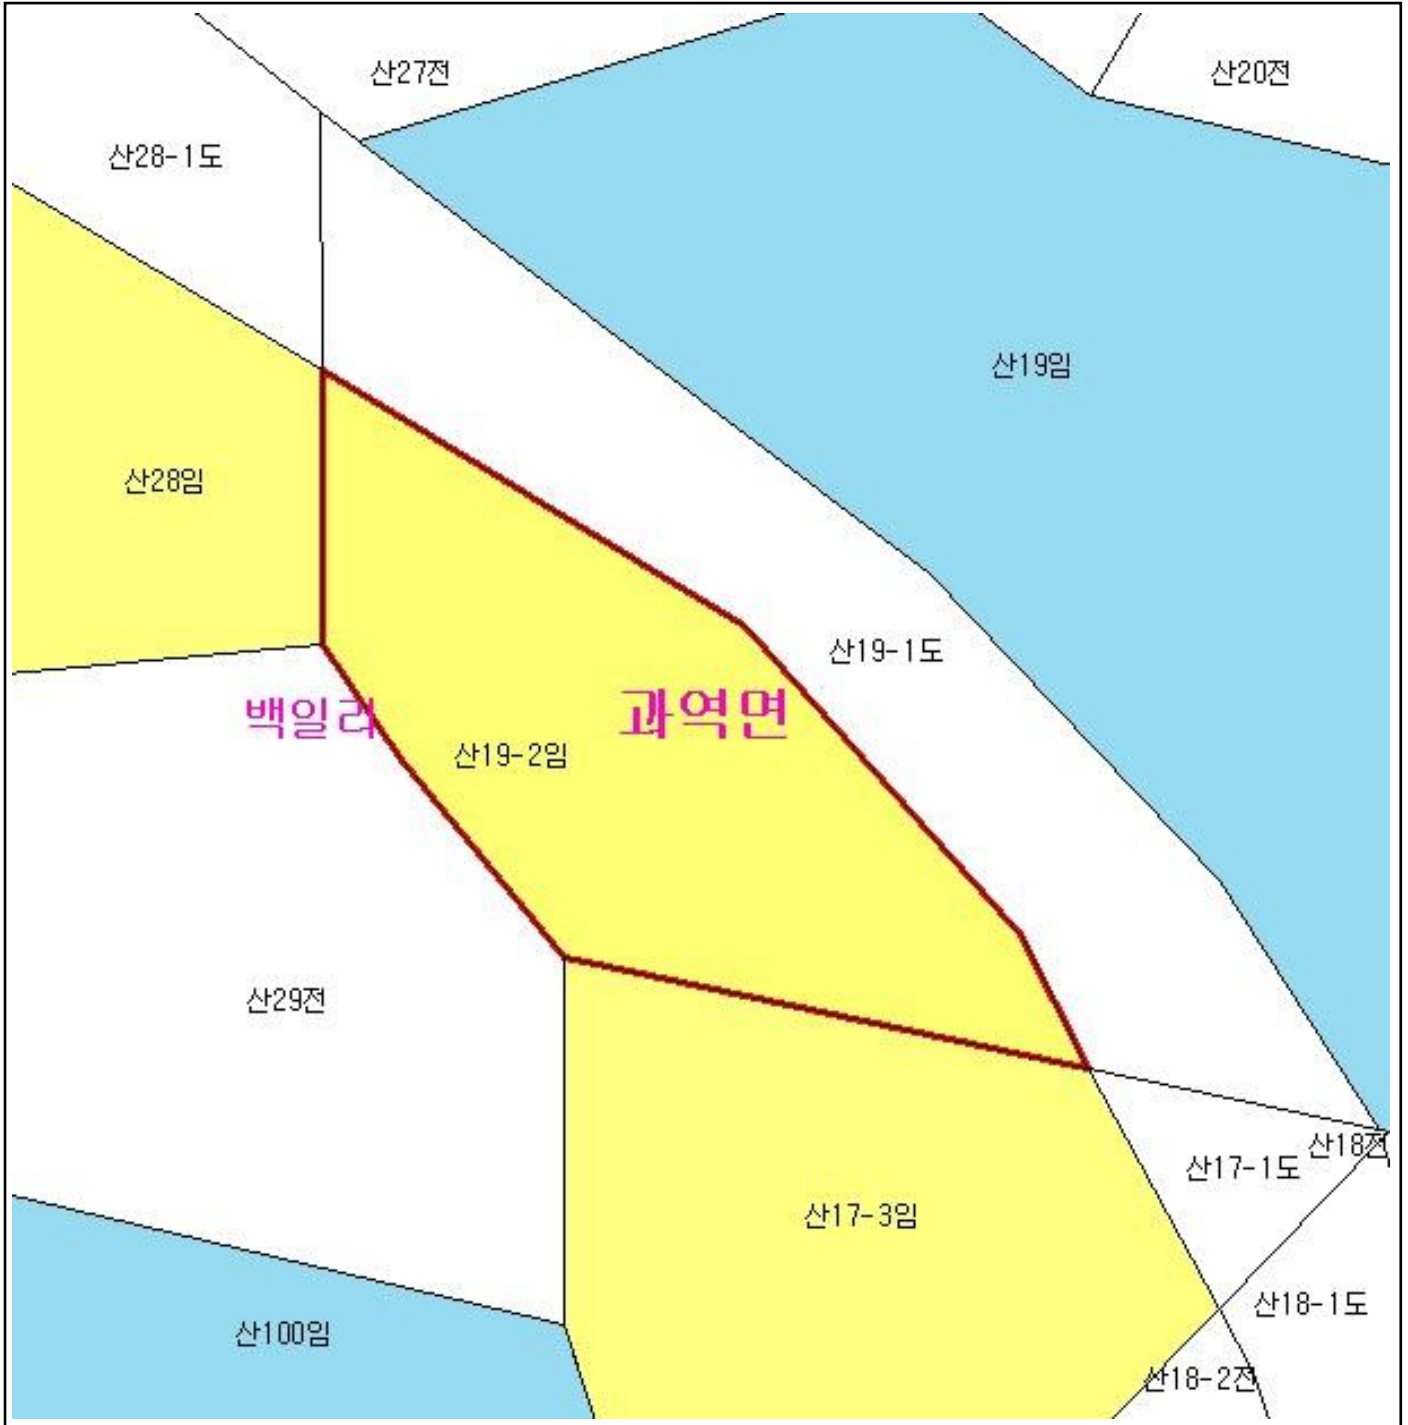 산27전
산20전
산28-1도
산19임
산28임
산19-1도
백일리
과역면
산19-2임
산29전
산18전
산17-1도
산17-3임
산18-1도
산100임
산18-2전